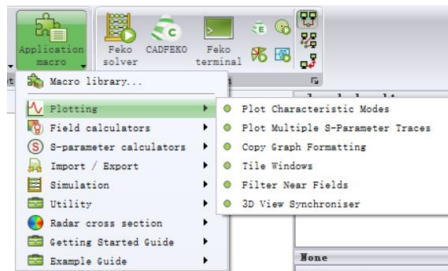 Application
macro
Feko
solver
CADFEKO
Feko
terminal
Macro library...
Plotting
Field calculators
S-parameter calculators
Import / Export
Simulation
Utility
Radar cross section
Getting Started Guide
Example Guide
Plot Characteristic Modes
Plot Multiple S-Parameter Traces
Copy Graph Formatting
Tile Windows
Filter Near Fields
3D View Synchroniser
None